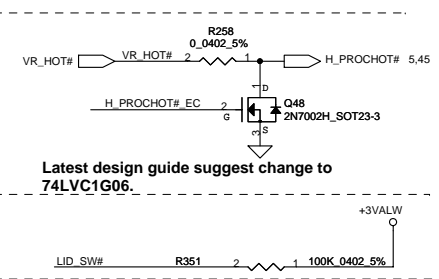 R258
0_0402_5%
VR_HOT# VR_HOT# 2 1 H_PROCHOT# 5,45
1 D
H_PROCHOT#_EC 2 G Q48
2N7002H_SOT23-3
3 S
Latest design guide suggest change to
74LVC1G06.
+3VALW
LID_SW# R351 2 1 100K_0402_5%